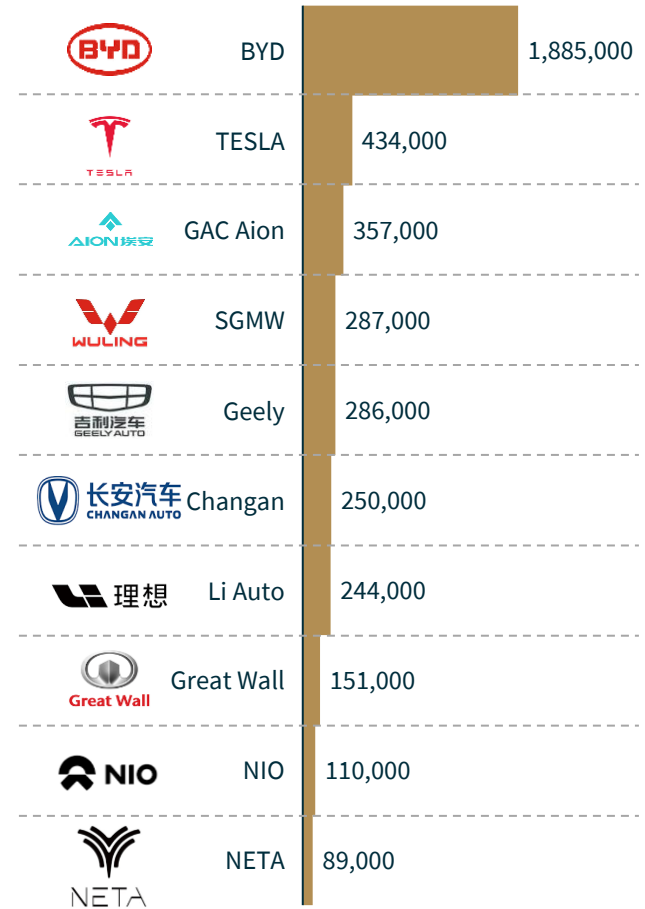 BYD
BYD
1,885,000
TESLA
TESLA
434,000
AION埃安
GAC Aion
357,000
WULING
SGMW
287,000
吉利汽车
GEELY AUTO
Geely
286,000
长安汽车
CHANGAN AUTO
Changan
250,000
理想
Li Auto
244,000
Great Wall
Great Wall
151,000
NIO
NIO
110,000
NETA
NETA
89,000